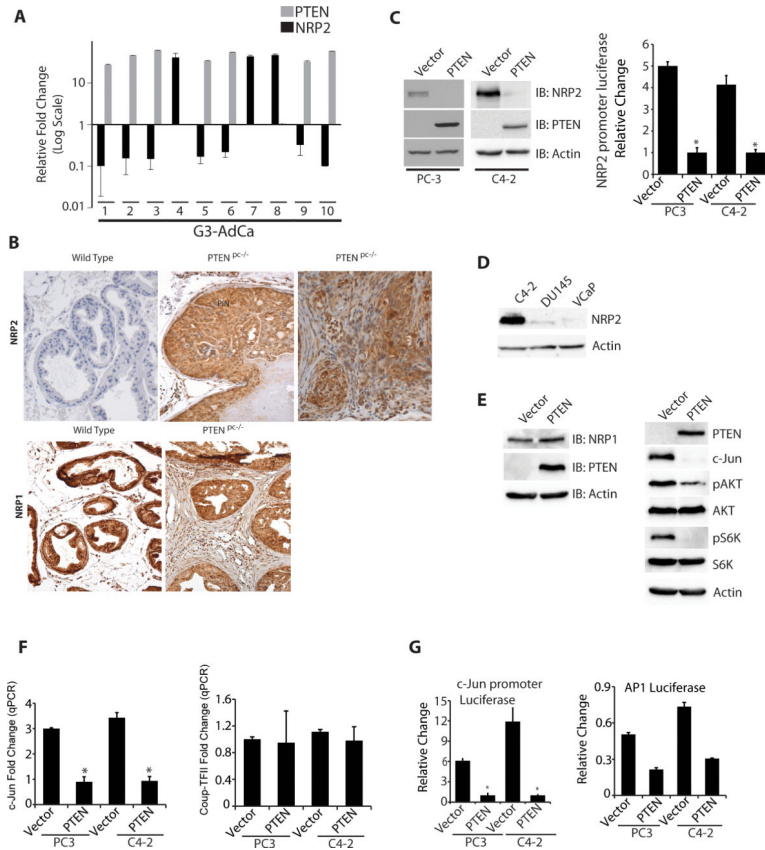 A
PTEN
NRP2
Relative Fold Change
(Log Scale)
10
1
0.1
0.01
1 2 3 4 5 6 7 8 9 10
G3-AdCa
B
Wild Type
PTEN pc-/-
PTEN pc-/-
NRP2
PIN
Wild Type
PTEN pc-/-
NRP1
C
Vector PTEN Vector PTEN
IB: NRP2
IB: PTEN
IB: Actin
PC-3 C4-2
NRP2 promoter luciferase
Relative Change
6
5
4
3
2
1
0
* *
Vector PTEN Vector PTEN
PC3 C4-2
D
C4-2 DU145 VCaP
NRP2
Actin
E
Vector PTEN
IB: NRP1
IB: PTEN
IB: Actin
Vector PTEN
PTEN
c-Jun
pAKT
AKT
pS6K
S6K
Actin
F
c-Jun Fold Change (qPCR)
4
3
2
1
0
* *
Vector PTEN Vector PTEN
PC3 C4-2
Coup-TFII Fold Change (qPCR)
1.6
1.2
0.8
0.4
0
Vector PTEN Vector PTEN
PC3 C4-2
G
c-Jun promoter
Luciferase
Relative Change
15
12
9
6
3
0
* *
Vector PTEN Vector PTEN
PC3 C4-2
AP1 Luciferase
Relative Change
0.9
0.6
0.3
0
Vector PTEN Vector PTEN
PC3 C4-2